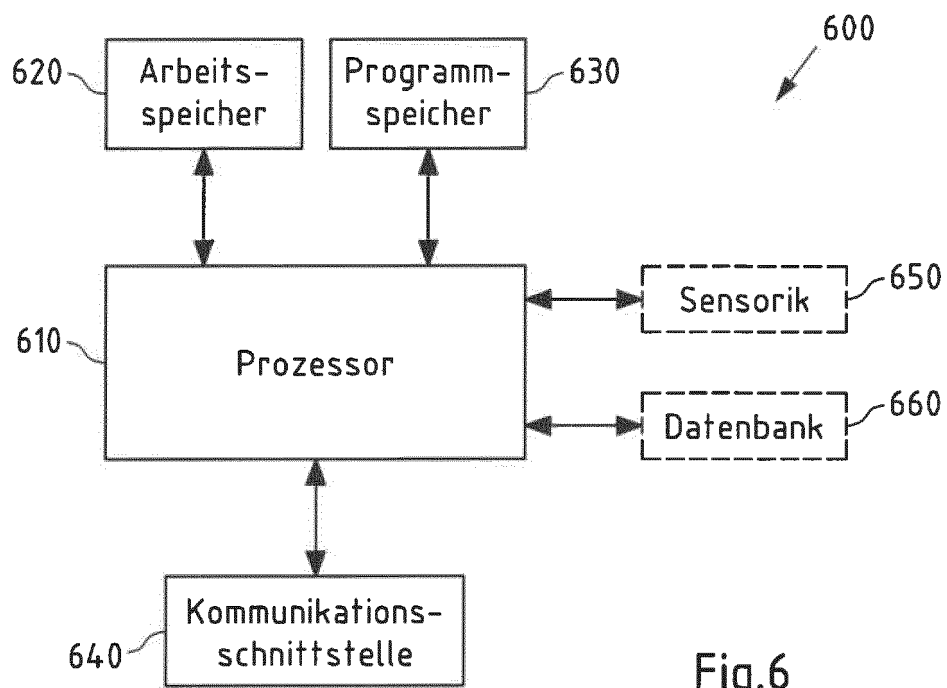 600
620
Arbeits-
speicher
Programm-
speicher
630
650
Sensorik
610
Prozessor
660
Datenbank
Kommunikations-
schnittstelle
640
Fig.6